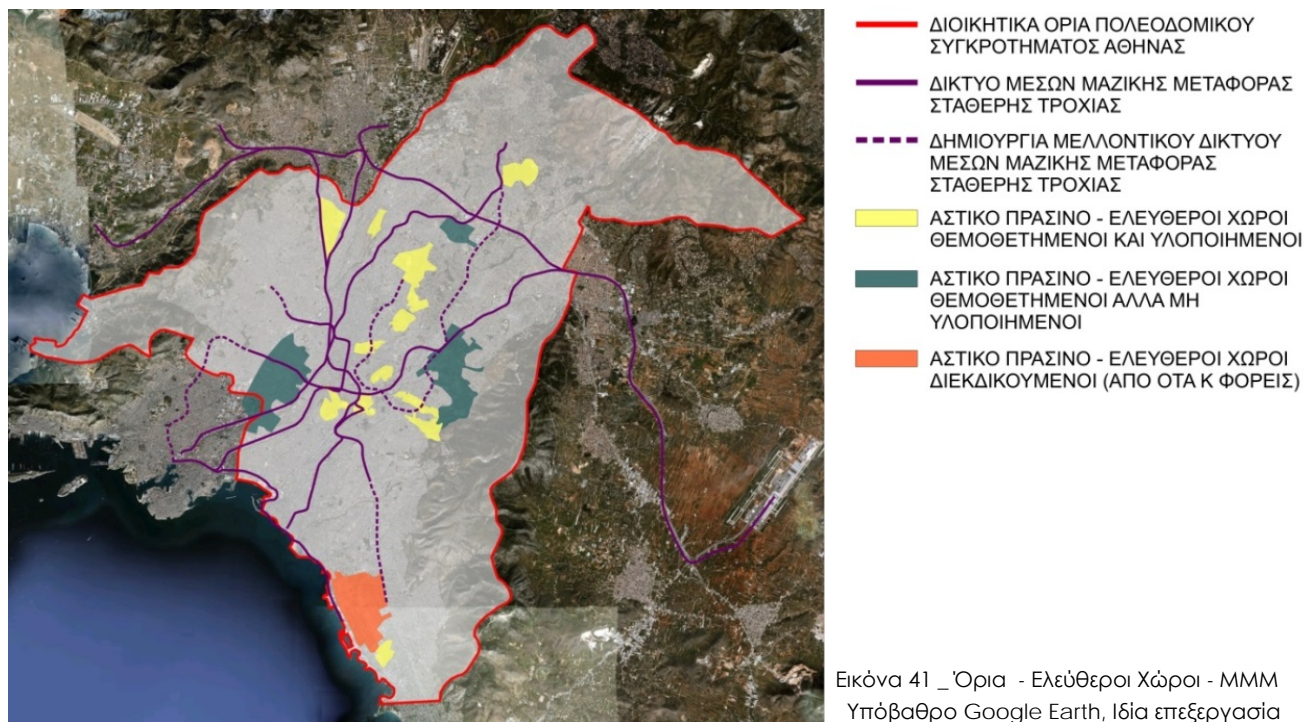 ΔΙΟΙΚΗΤΙΚΑ ΟΡΙΑ ΠΟΛΕΟΔΟΜΙΚΟΥ
ΣΥΓΚΡΟΤΗΜΑΤΟΣ ΑΘΗΝΑΣ
ΔΙΚΤΥΟ ΜΕΣΩΝ ΜΑΖΙΚΗΣ ΜΕΤΑΦΟΡΑΣ
ΣΤΑΘΕΡΗΣ ΤΡΟΧΙΑΣ
ΔΗΜΙΟΥΡΓΙΑ ΜΕΛΛΟΝΤΙΚΟΥ ΔΙΚΤΥΟΥ
ΜΕΣΩΝ ΜΑΖΙΚΗΣ ΜΕΤΑΦΟΡΑΣ
ΣΤΑΘΕΡΗΣ ΤΡΟΧΙΑΣ
ΑΣΤΙΚΟ ΠΡΑΣΙΝΟ - ΕΛΕΥΘΕΡΟΙ ΧΩΡΟΙ
ΘΕΜΟΘΕΤΗΜΕΝΟΙ ΚΑΙ ΥΛΟΠΟΙΗΜΕΝΟΙ
ΑΣΤΙΚΟ ΠΡΑΣΙΝΟ - ΕΛΕΥΘΕΡΟΙ ΧΩΡΟΙ
ΘΕΜΟΘΕΤΗΜΕΝΟΙ ΑΛΛΑ ΜΗ
ΥΛΟΠΟΙΗΜΕΝΟΙ
ΑΣΤΙΚΟ ΠΡΑΣΙΝΟ - ΕΛΕΥΘΕΡΟΙ ΧΩΡΟΙ
ΔΙΕΚΔΙΚΟΥΜΕΝΟΙ (ΑΠΟ ΟΤΑ Κ ΦΟΡΕΙΣ)
Εικόνα 41 _ Όρια - Ελεύθεροι Χώροι - ΜΜΜ
Υπόβαθρο Google Earth, Ιδία επεξεργασία